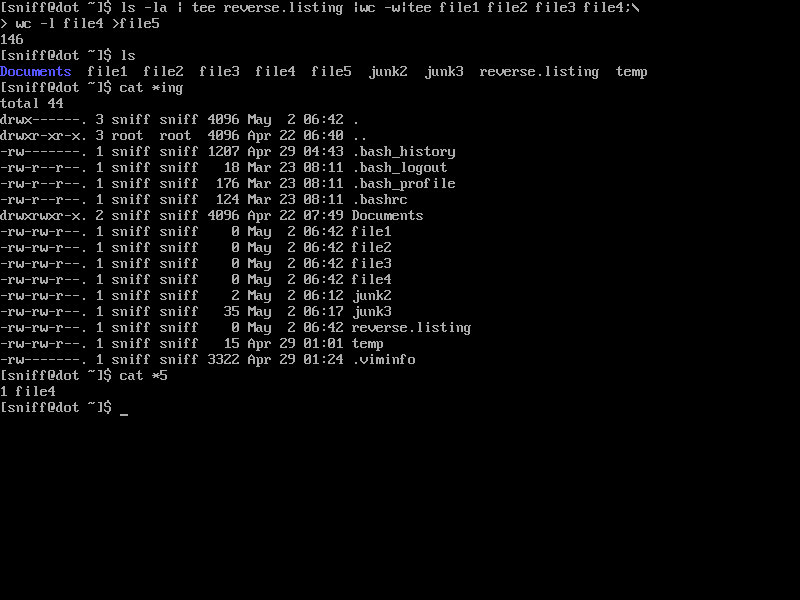 [sniff@dot ~]$ ls -la | tee reverse.listing |wc -w|tee file1 file2 file3 file4;\
> wc -l file4 >file5
146
[sniff@dot ~]$ ls
Documents  file1  file2  file3  file4  file5  junk2  junk3  reverse.listing  temp
[sniff@dot ~]$ cat *ing
total 44
drwx------. 3 sniff sniff 4096 May  2 06:42 .
drwxr-xr-x. 3 root  root  4096 Apr 22 06:40 ..
-rw-------. 1 sniff sniff 1207 Apr 29 04:43 .bash_history
-rw-r--r--. 1 sniff sniff   18 Mar 23 08:11 .bash_logout
-rw-r--r--. 1 sniff sniff  176 Mar 23 08:11 .bash_profile
-rw-r--r--. 1 sniff sniff  124 Mar 23 08:11 .bashrc
drwxrwxr-x. 2 sniff sniff 4096 Apr 22 07:49 Documents
-rw-rw-r--. 1 sniff sniff    0 May  2 06:42 file1
-rw-rw-r--. 1 sniff sniff    0 May  2 06:42 file2
-rw-rw-r--. 1 sniff sniff    0 May  2 06:42 file3
-rw-rw-r--. 1 sniff sniff    0 May  2 06:42 file4
-rw-rw-r--. 1 sniff sniff    2 May  2 06:12 junk2
-rw-rw-r--. 1 sniff sniff   35 May  2 06:17 junk3
-rw-rw-r--. 1 sniff sniff    0 May  2 06:42 reverse.listing
-rw-rw-r--. 1 sniff sniff   15 Apr 29 01:01 temp
-rw-------. 1 sniff sniff 3322 Apr 29 01:24 .viminfo
[sniff@dot ~]$ cat *5
1 file4
[sniff@dot ~]$ _